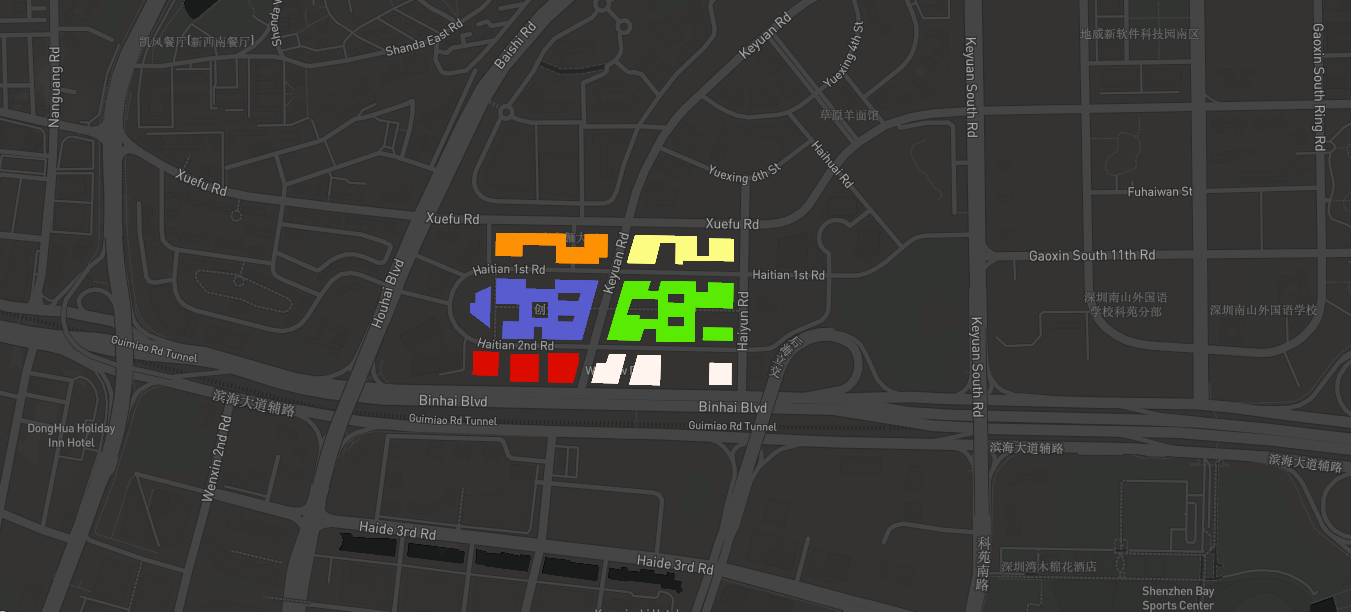 Shanda East Rd
Baishi Rd
Keyuan Rd
Yuexing 4th St
凯风餐厅(新西南餐厅)
地威新软件科技园南区
Nanguang Rd
Keyuan South Rd
Gaoxin South Ring Rd
草原羊面馆
Haihuai Rd
Yuexing 6th St
Xuefu Rd
Fuhaiwan St
Xuefu Rd
Xuefu Rd
Keyuan Rd
Haitian 1st Rd
Haitian 1st Rd
Gaoxin South 11th Rd
Houhai Blvd
创
Haiyun Rd
深圳南山外国语
学校科苑分部
深圳南山外国语学校
Guimiao Rd Tunnel
Haitian 2nd Rd
Keyuan South Rd
滨海大道辅路
Binhai Blvd
Binhai Blvd
Guimiao Rd Tunnel
Guimiao Rd Tunnel
DongHua Holiday
Inn Hotel
Wenxin 2nd Rd
滨海大道辅路
滨海大道辅路
Haide 3rd Rd
Haide 3rd Rd
科苑南路
深圳湾木棉花酒店
Shenzhen Bay
Sports Center